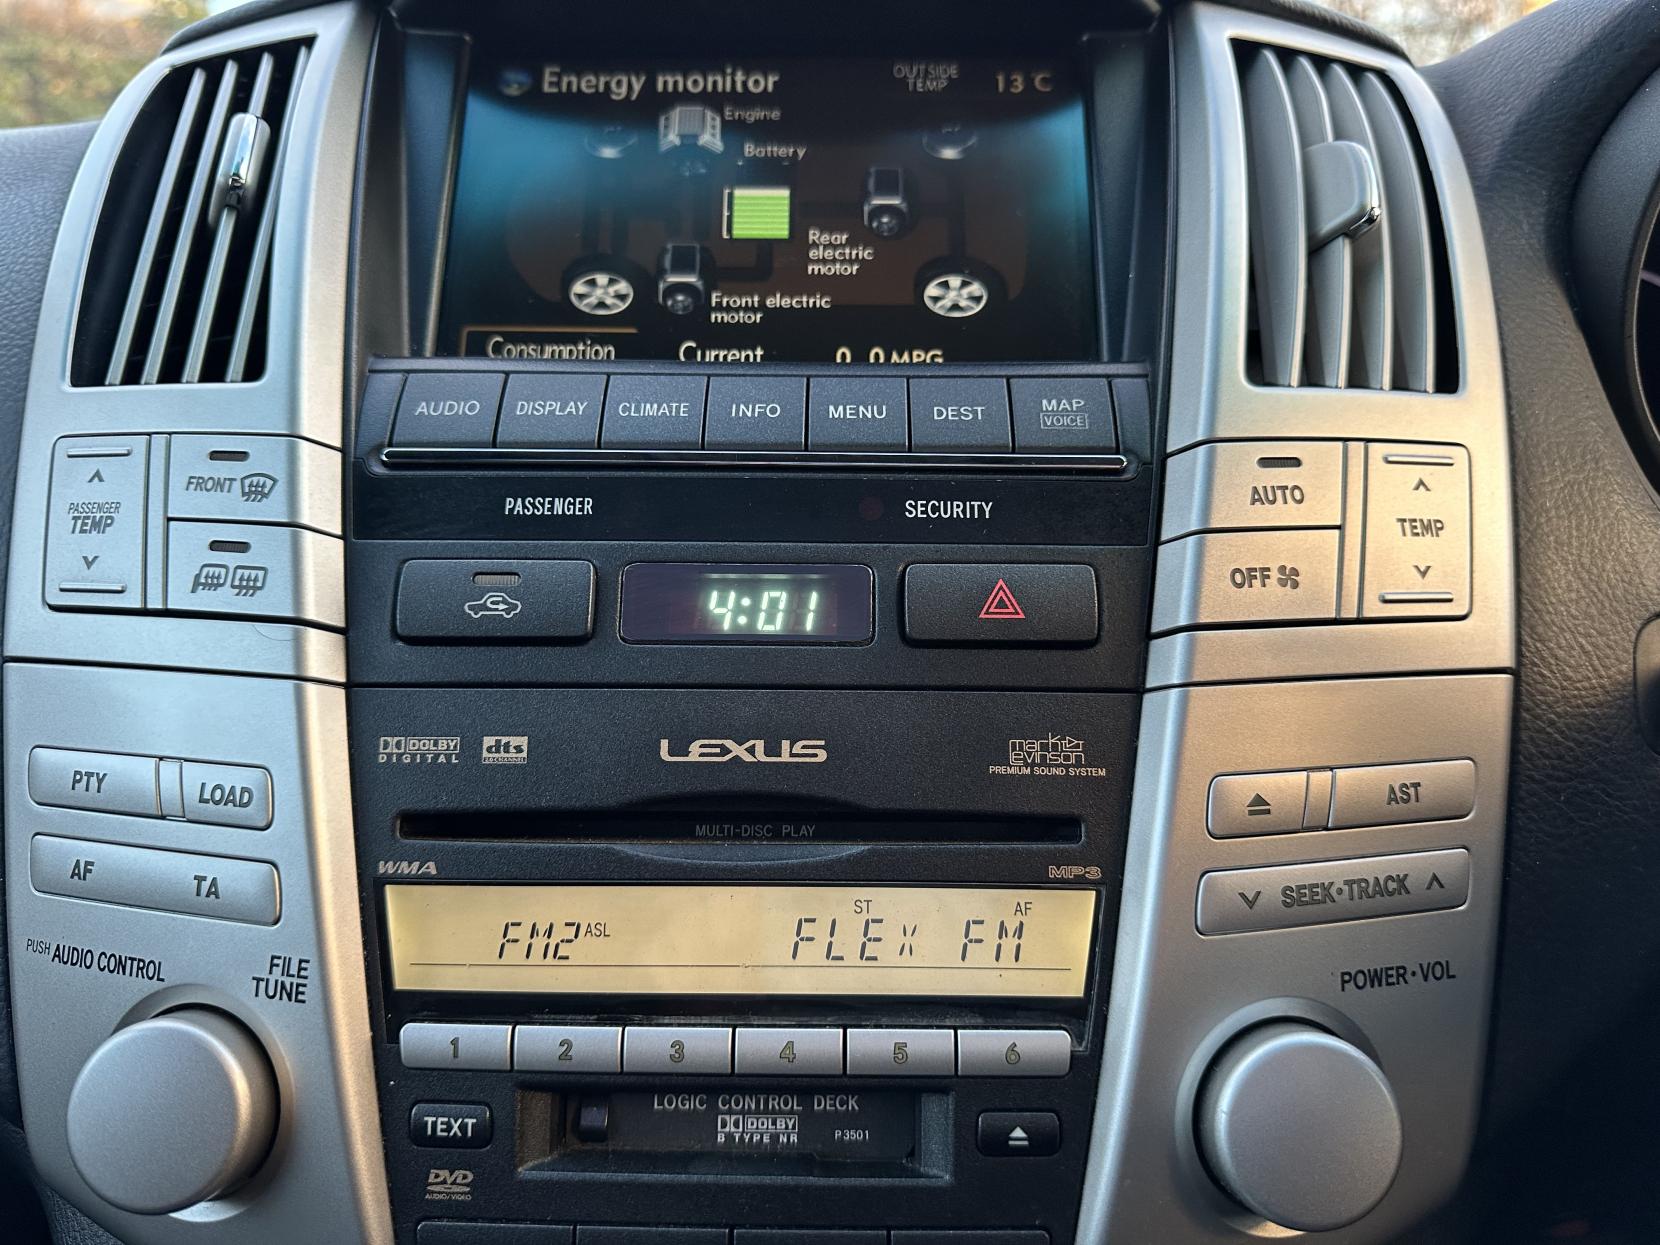 Energy monitor OUTSIDE TEMP 13°C
Engine
Battery
Rear
electric
motor
Front electric
motor
Consumption Current 0.0 MPG
AUDIO DISPLAY CLIMATE INFO MENU DEST MAP
VOICE
PASSENGER
TEMP
FRONT
PASSENGER SECURITY
AUTO
OFF
TEMP
4:01
DOLBY
DIGITAL
dts
LEXUS
mark
levinson
PREMIUM SOUND SYSTEM
PTY LOAD
AF TA
MULTI-DISC PLAY
AST
SEEK•TRACK
WMA MP3
FM2 ASL ST FLEX FM AF
PUSH AUDIO CONTROL
FILE
TUNE
POWER•VOL
1 2 3 4 5 6
TEXT
LOGIC CONTROL DECK
DOLBY
B TYPE NR
P3501
DVD
AUDIO/VIDEO